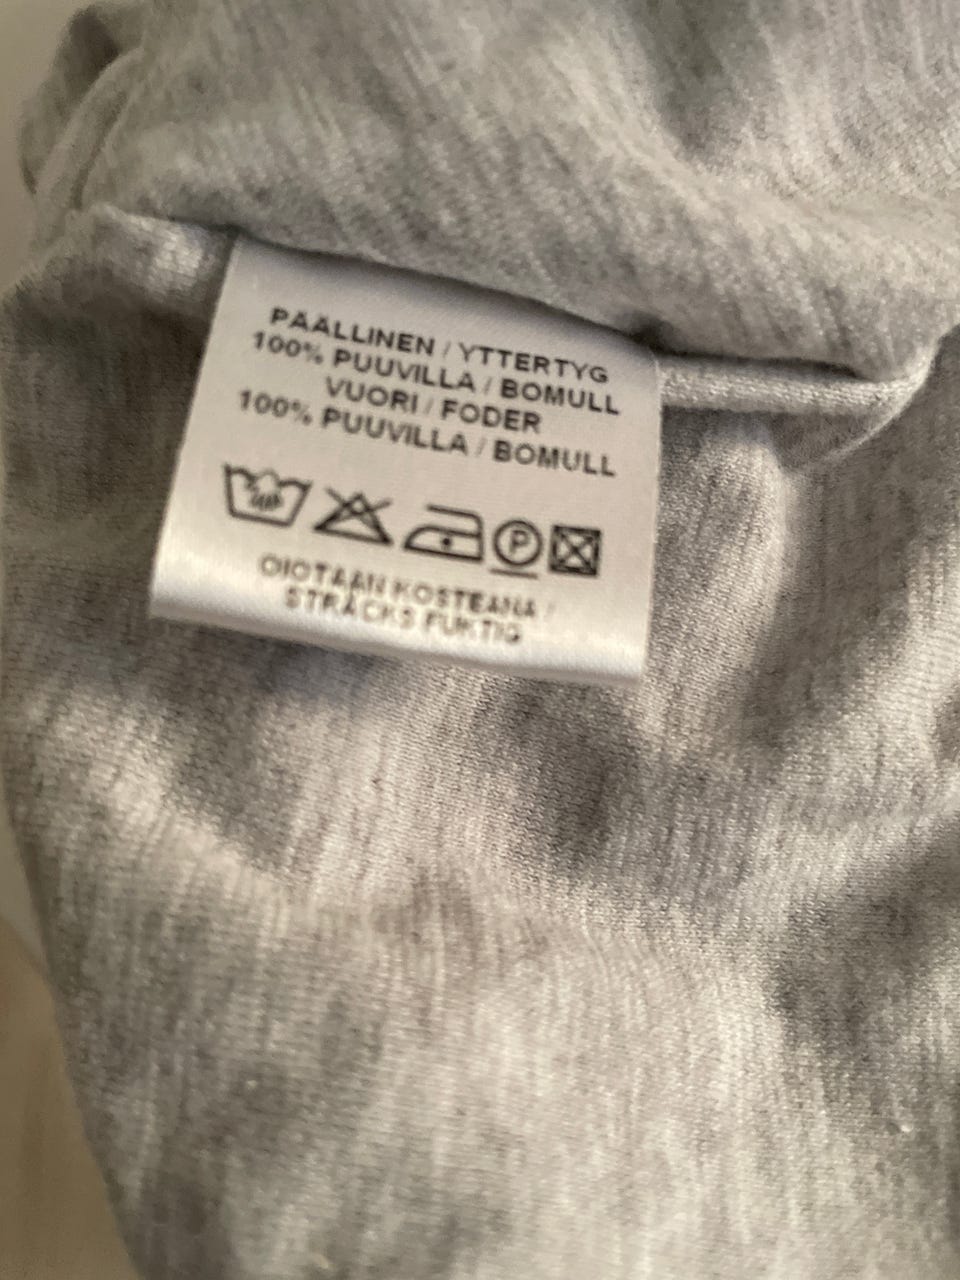 PÄÄLLINEN / YTTERTYG
100% PUUVILLA / BOMULL
VUORI / FODER
100% PUUVILLA / BOMULL
P
OIOTAAN KOSTEANA /
STRÄCKS FUKTIG